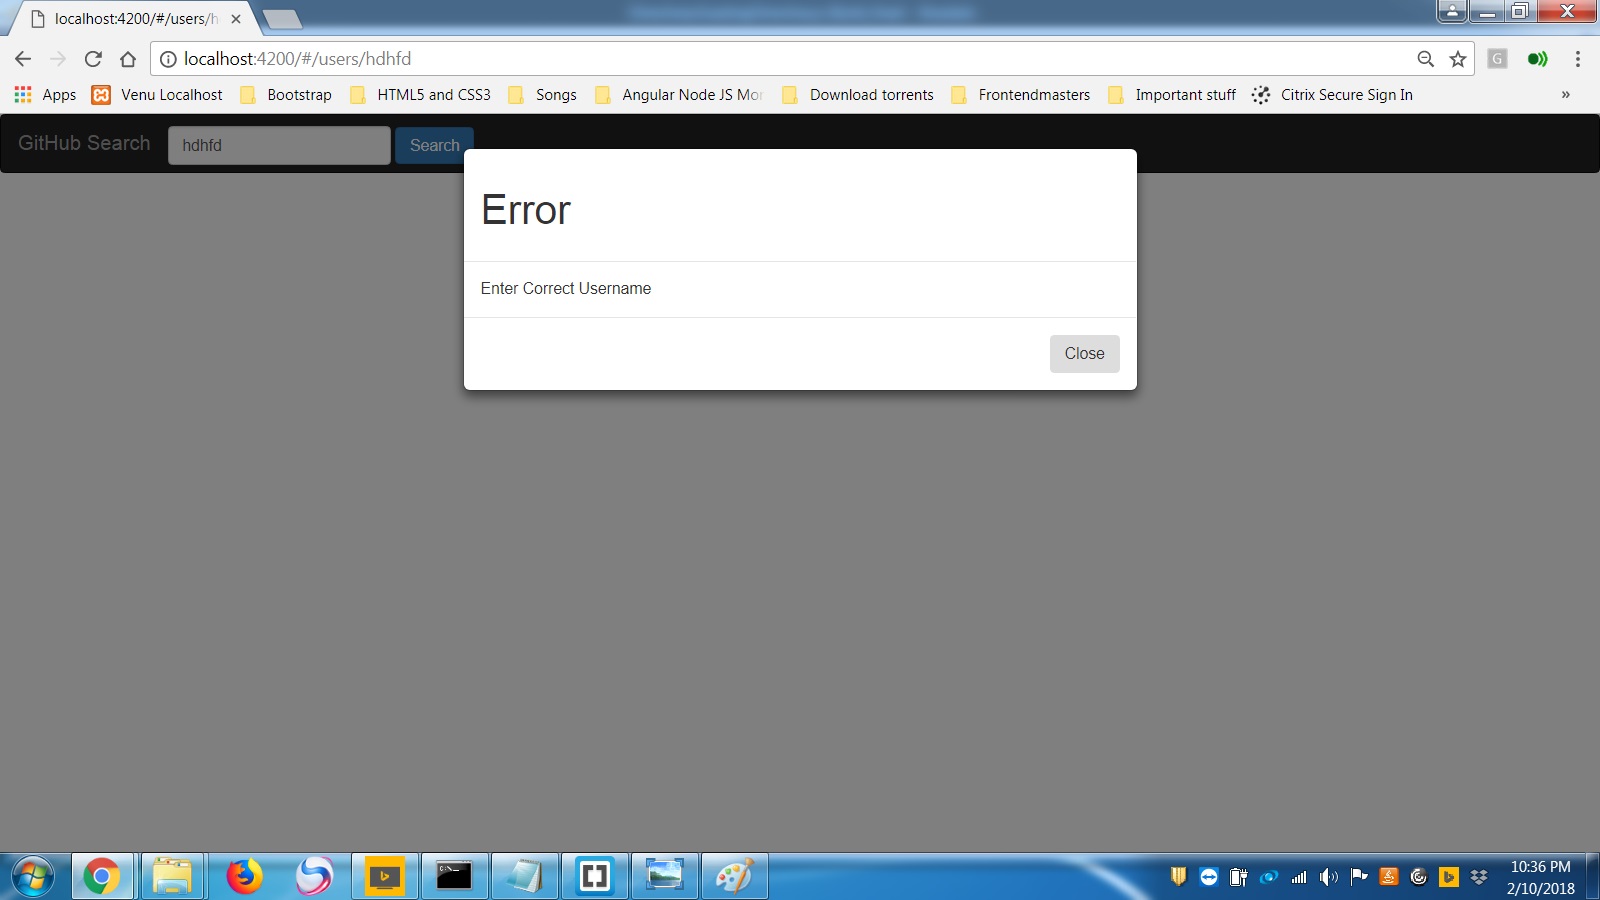 localhost:4200/#/users/h
localhost:4200/#/users/hdhfd
G
Apps
Venu Localhost
Bootstrap
HTML5 and CSS3
Songs
Angular Node JS Mo
Download torrents
Frontendmasters
Important stuff
Citrix Secure Sign In
»
GitHub Search
hdhfd
Search
Error
Enter Correct Username
Close
10:36 PM
2/10/2018